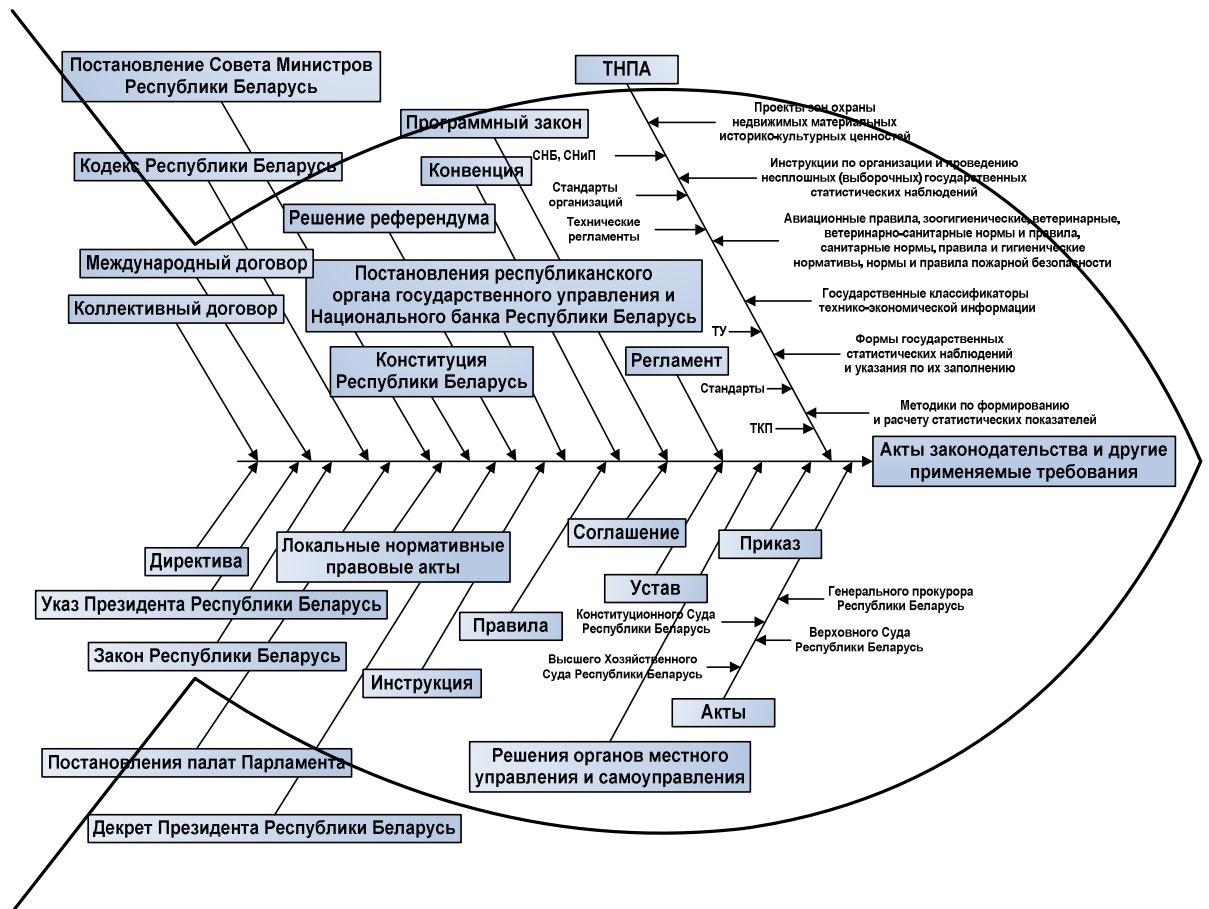 Постановление Совета Министров
Республики Беларусь
ТНПА
Программный закон
Проекты зон охраны
недвижимых материальных
историко-культурных ценностей
Кодекс Республики Беларусь
Конвенция
СНБ, СНиП
Инструкции по организации и проведению
несплошных (выборочных) государственных
статистических наблюдений
Стандарты
организаций
Решение референдума
Технические
регламенты
Авиационные правила, зоогигиенические, ветеринарные,
ветеринарно-санитарные нормы и правила,
санитарные нормы, правила и гигиенические
нормативы, нормы и правила пожарной безопасности
Международный договор
Постановления республиканского
органа государственного управления и
Национального банка Республики Беларусь
Коллективный договор
Государственные классификаторы
технико-экономической информации
ТУ
Формы государственных
статистических наблюдений
и указания по их заполнению
Конституция
Республики Беларусь
Регламент
Стандарты
Методики по формированию
и расчету статистических показателей
ТКП
Акты законодательства и другие
применяемые требования
Директива
Локальные нормативные
правовые акты
Соглашение
Приказ
Указ Президента Республики Беларусь
Устав
Генерального прокурора
Республики Беларусь
Правила
Конституционного Суда
Республики Беларусь
Верховного Суда
Республики Беларусь
Закон Республики Беларусь
Инструкция
Высшего Хозяйственного
Суда Республики Беларусь
Акты
Постановления палат Парламента
Решения органов местного
управления и самоуправления
Декрет Президента Республики Беларусь